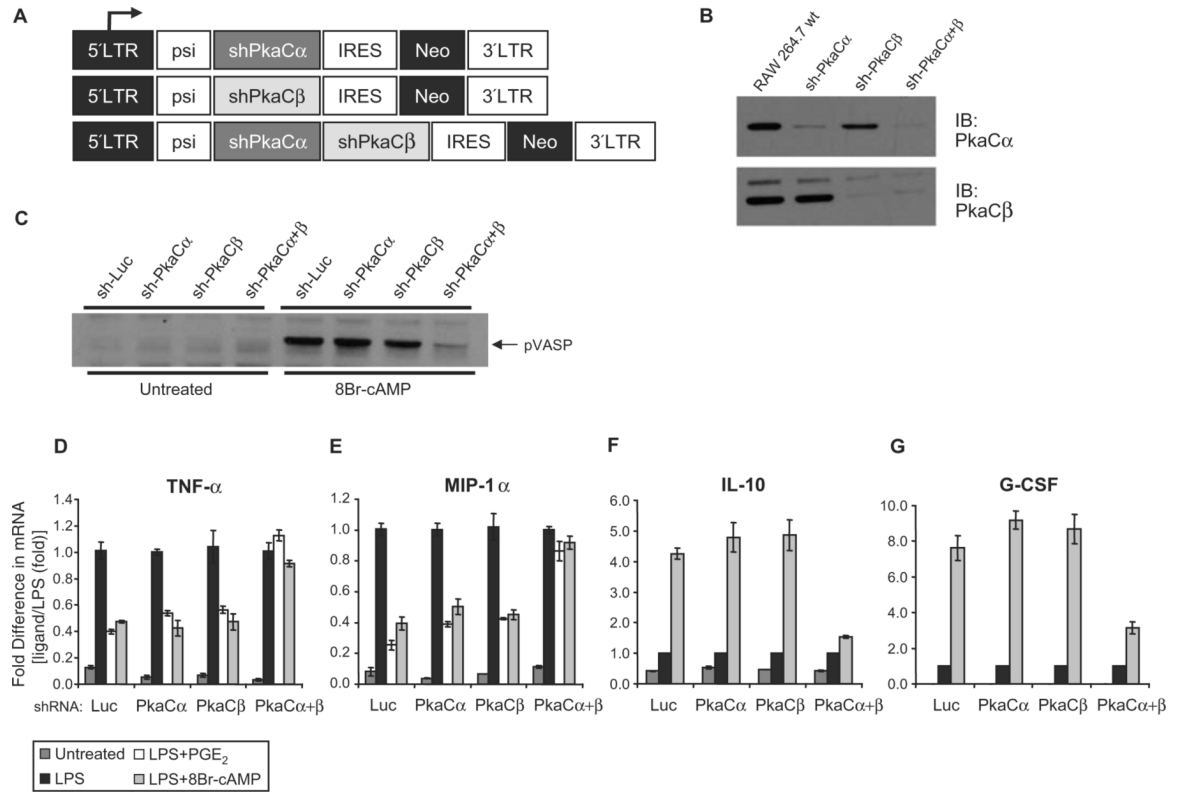 A
5´LTR psi shPkaCα IRES Neo 3´LTR
5´LTR psi shPkaCβ IRES Neo 3´LTR
5´LTR psi shPkaCα shPkaCβ IRES Neo 3´LTR
B
RAW 264.7 wt sh-PkaCα sh-PkaCβ sh-PkaCα+β
IB:
PkaCα
IB:
PkaCβ
C
sh-Luc sh-PkaCα sh-PkaCβ sh-PkaCα+β sh-Luc sh-PkaCα sh-PkaCβ sh-PkaCα+β
pVASP
Untreated 8Br-cAMP
D
TNF-α
Fold Difference in mRNA
[ligand/LPS (fold)]
1.4
1.2
1.0
0.8
0.6
0.4
0.2
0.0
shRNA: Luc PkaCα PkaCβ PkaCα+β
E
MIP-1 α
1.2
1.0
0.8
0.6
0.4
0.2
0.0
Luc PkaCα PkaCβ PkaCα+β
F
IL-10
6.0
5.0
4.0
3.0
2.0
1.0
0.0
Luc PkaCα PkaCβ PkaCα+β
G
G-CSF
10.0
8.0
6.0
4.0
2.0
0.0
Luc PkaCα PkaCβ PkaCα+β
Untreated LPS+PGE2
LPS LPS+8Br-cAMP